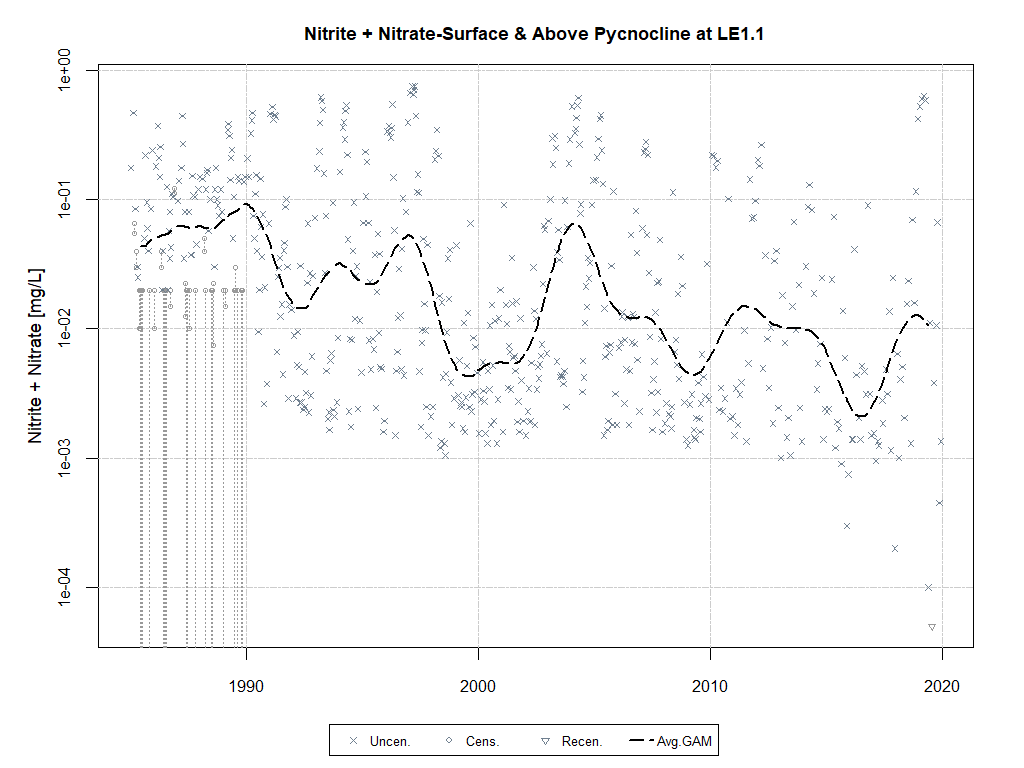 Nitrite + Nitrate-Surface & Above Pycnocline at LE1.1
Nitrite + Nitrate [mg/L]
1e+00
1e-01
1e-02
1e-03
1e-04
1990 2000 2010 2020
Uncen. Cens. Recen. Avg.GAM